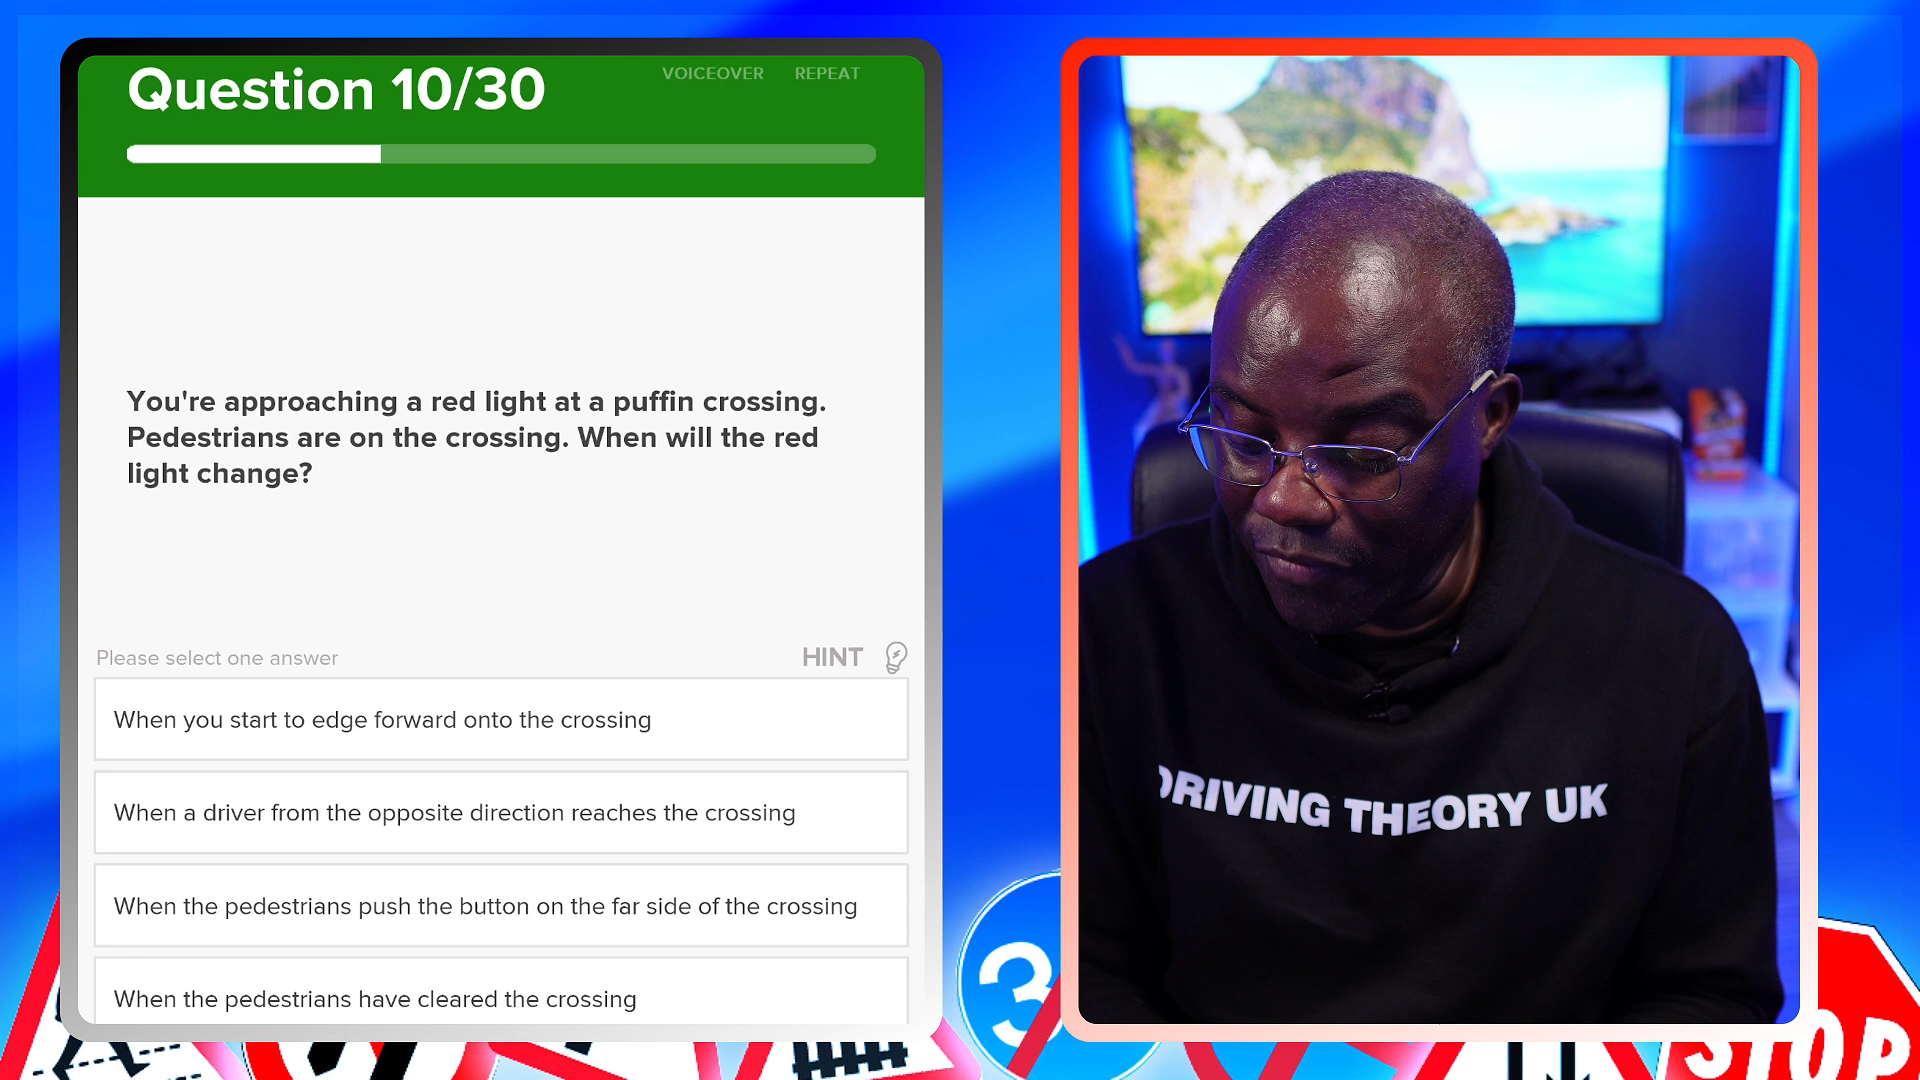 Question 10/30
VOICEOVER REPEAT
You're approaching a red light at a puffin crossing.
Pedestrians are on the crossing. When will the red
light change?
Please select one answer
HINT
When you start to edge forward onto the crossing
When a driver from the opposite direction reaches the crossing
When the pedestrians push the button on the far side of the crossing
When the pedestrians have cleared the crossing
DRIVING THEORY UK
3
STOP